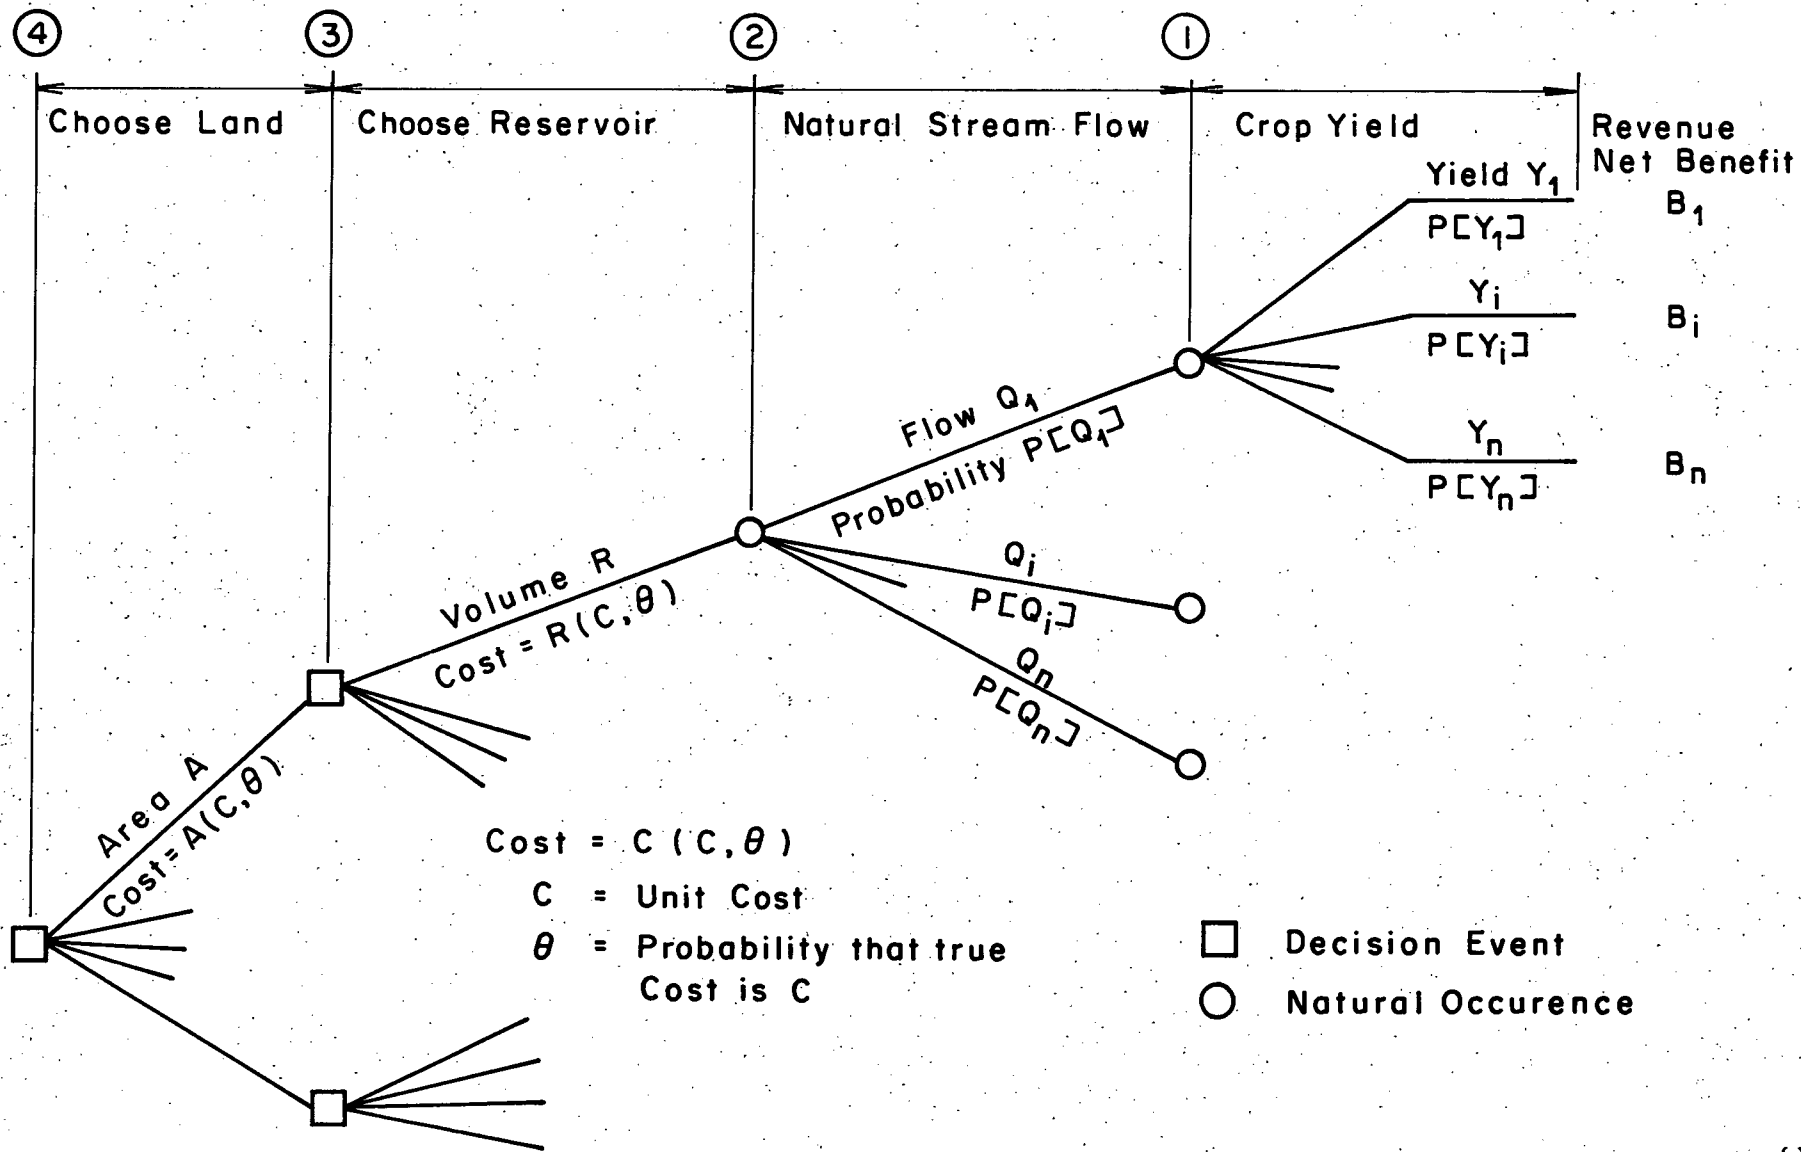 ④ ③ ② ①
Choose Land
Choose Reservoir
Natural Stream Flow
Crop Yield
Revenue
Net Benefit
Yield Y₁
P[Y₁]
B₁
Yᵢ
P[Yᵢ]
Bᵢ
Yₙ
P[Yₙ]
Bₙ
Flow Q₁
Probability P[Q₁]
Qᵢ
P[Qᵢ]
Qₙ
P[Qₙ]
Volume R
Cost = R(C,θ)
Area A
Cost = A(C,θ)
Cost = C(C,θ)
C = Unit Cost
θ = Probability that true
Cost is C
Decision Event
Natural Occurence